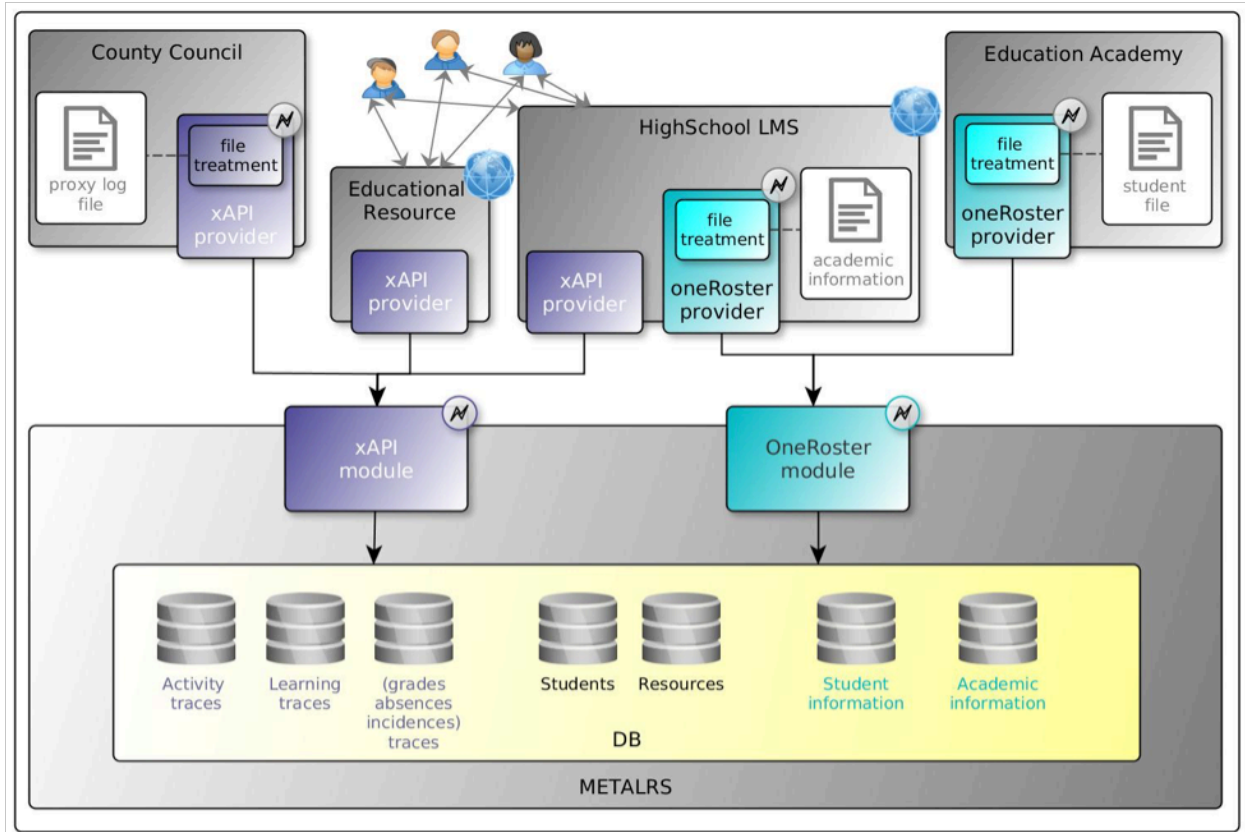 County Council
proxy log
file
file
treatment
xAPI
provider
Educational
Resource
xAPI
provider
HighSchool LMS
xAPI
provider
file
treatment
oneRoster
provider
academic
information
Education Academy
file
treatment
oneRoster
provider
student
file
xAPI
module
OneRoster
module
Activity
traces
Learning
traces
(grades
absences
incidences)
traces
Students
Resources
Student
information
Academic
information
DB
METALRS